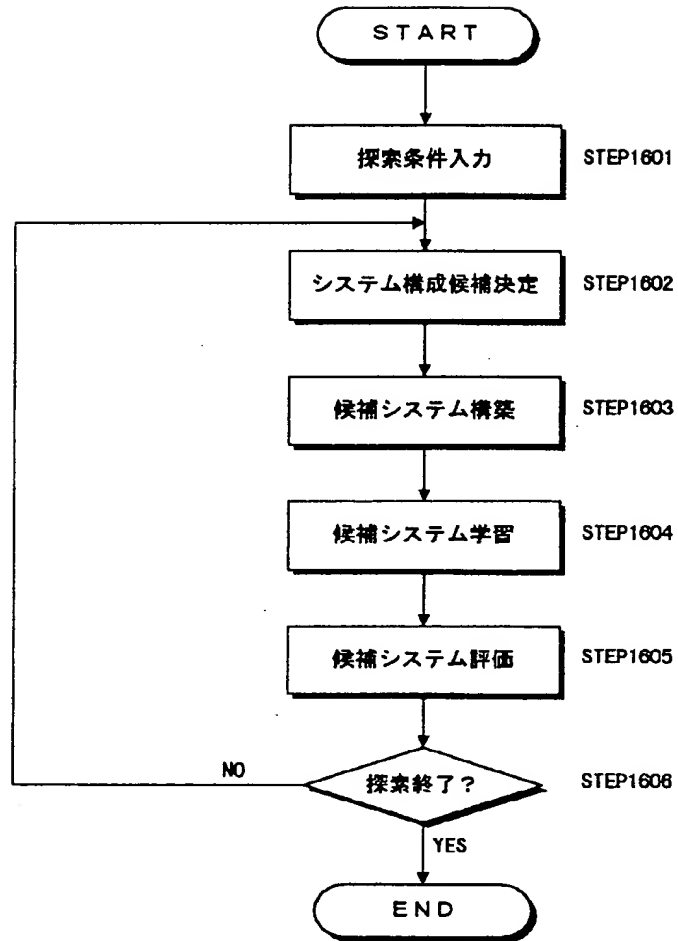 START
探索条件入力 STEP1601
システム構成候補決定 STEP1602
候補システム構築 STEP1603
候補システム学習 STEP1604
候補システム評価 STEP1605
NO 探索終了? STEP1606
YES
END